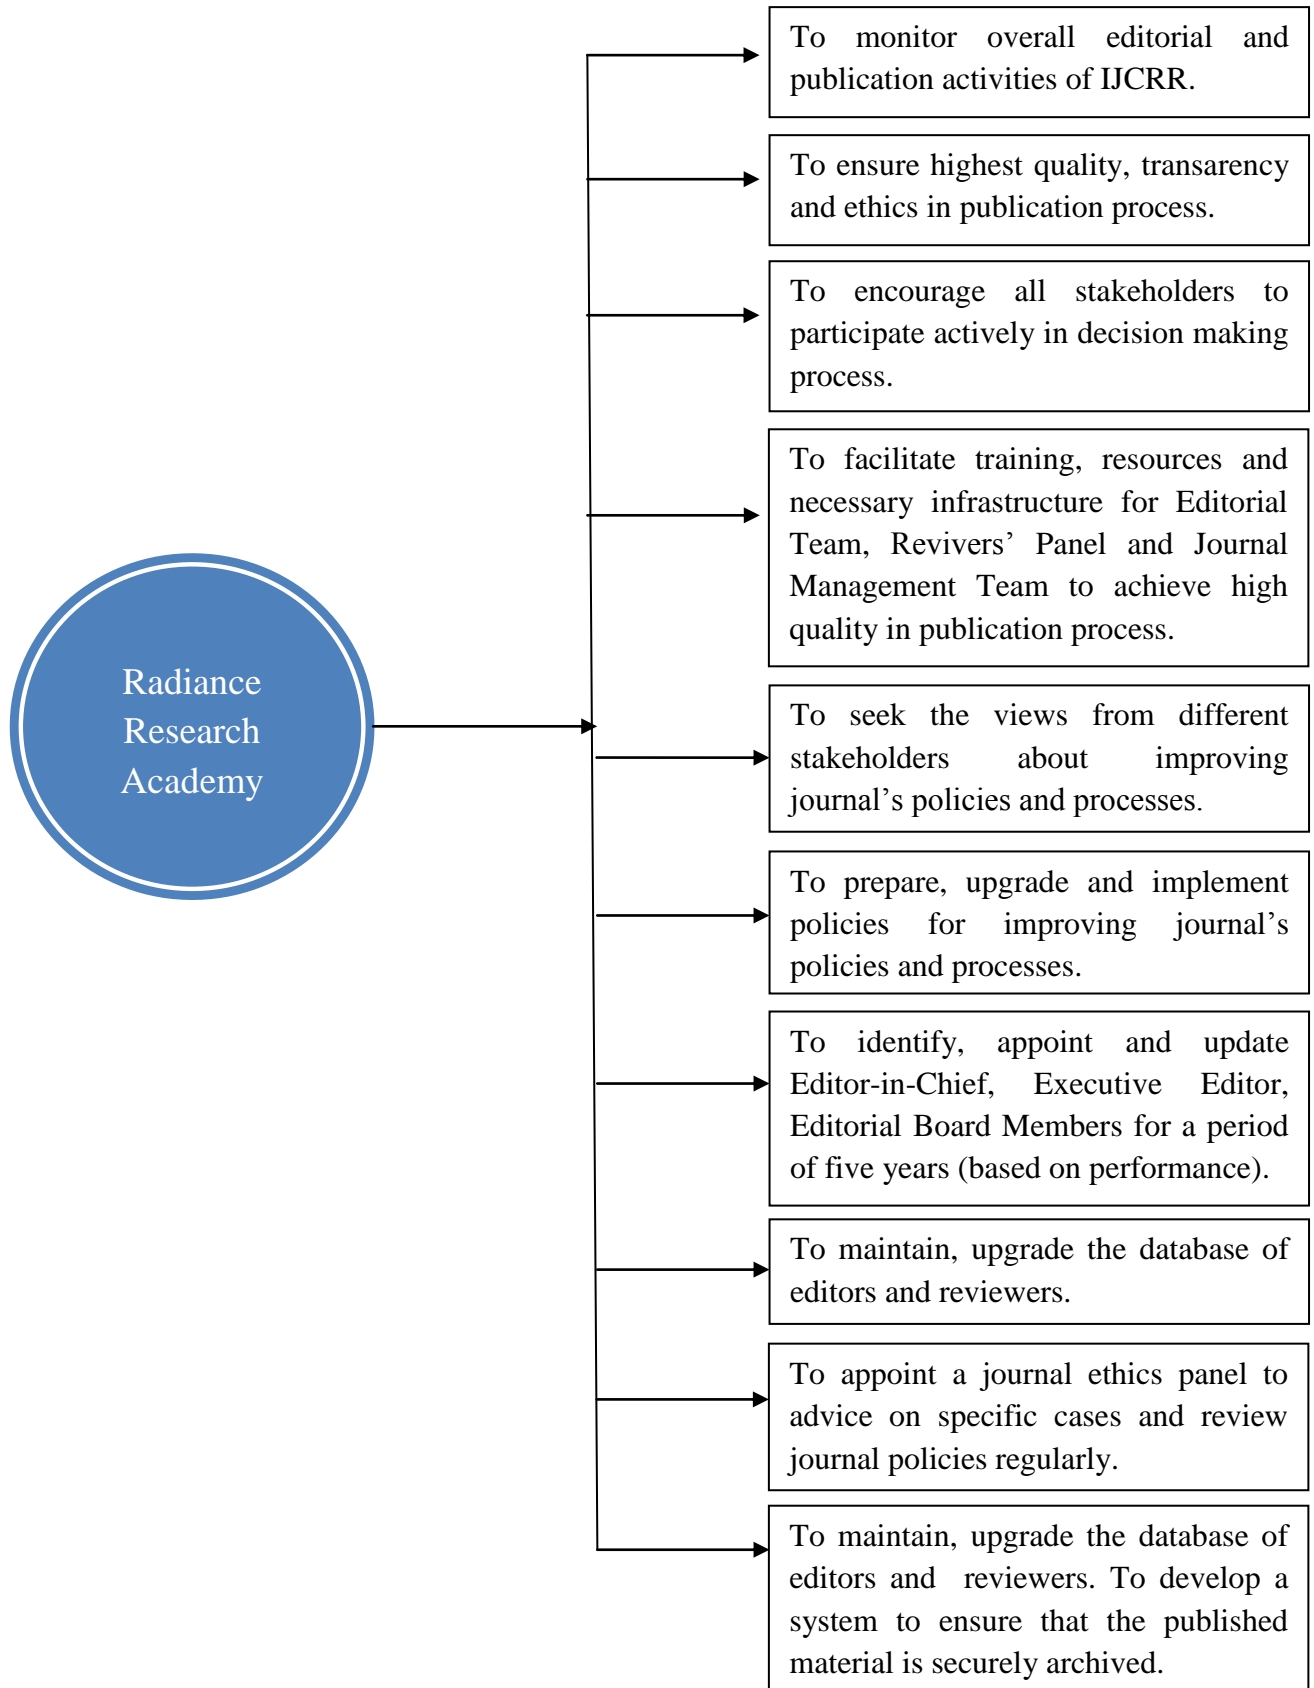 To monitor overall editorial and
publication activities of IJCRR.
To ensure highest quality, transarency
and ethics in publication process.
To encourage all stakeholders to
participate actively in decision making
process.
To facilitate training, resources and
necessary infrastructure for Editorial
Team, Revivers’ Panel and Journal
Management Team to achieve high
quality in publication process.
Radiance
Research
Academy
To seek the views from different
stakeholders about improving
journal’s policies and processes.
To prepare, upgrade and implement
policies for improving journal’s
policies and processes.
To identify, appoint and update
Editor-in-Chief, Executive Editor,
Editorial Board Members for a period
of five years (based on performance).
To maintain, upgrade the database of
editors and reviewers.
To appoint a journal ethics panel to
advice on specific cases and review
journal policies regularly.
To maintain, upgrade the database of
editors and reviewers. To develop a
system to ensure that the published
material is securely archived.